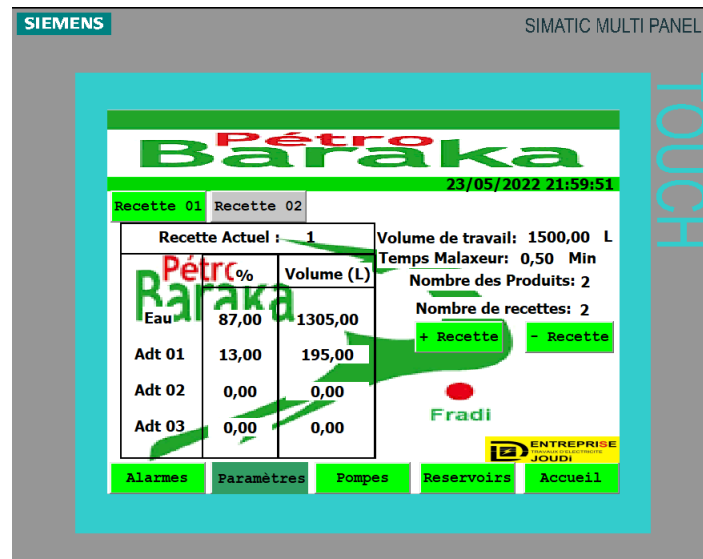 SIEMENS
SIMATIC MULTI PANEL
TOUCH
Pétro
Baraka
23/05/2022 21:59:51
Recette 01 Recette 02
Recett Actuel : 1
Volume de travail: 1500,00 L
Temps Malaxeur: 0,50 Min
Nombre des Produits: 2
Nombre de recettes: 2
+ Recette - Recette
Pétro
Baraka
% Volume (L)
Eau 87,00 1305,00
Adt 01 13,00 195,00
Adt 02 0,00 0,00
Adt 03 0,00 0,00
Fradi
ENTREPRISE
TRAVAUX D'ELECTRICITE
JOUDI
Alarmes Paramètres Pompes Reservoirs Accueil